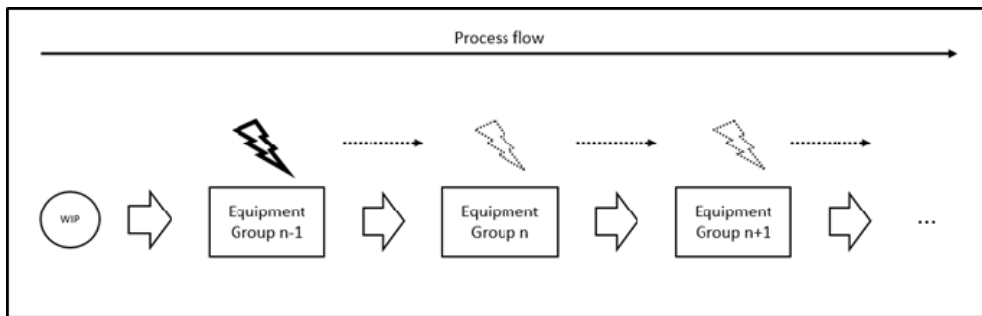 Process flow
WIP
Equipment
Group n-1
Equipment
Group n
Equipment
Group n+1
...